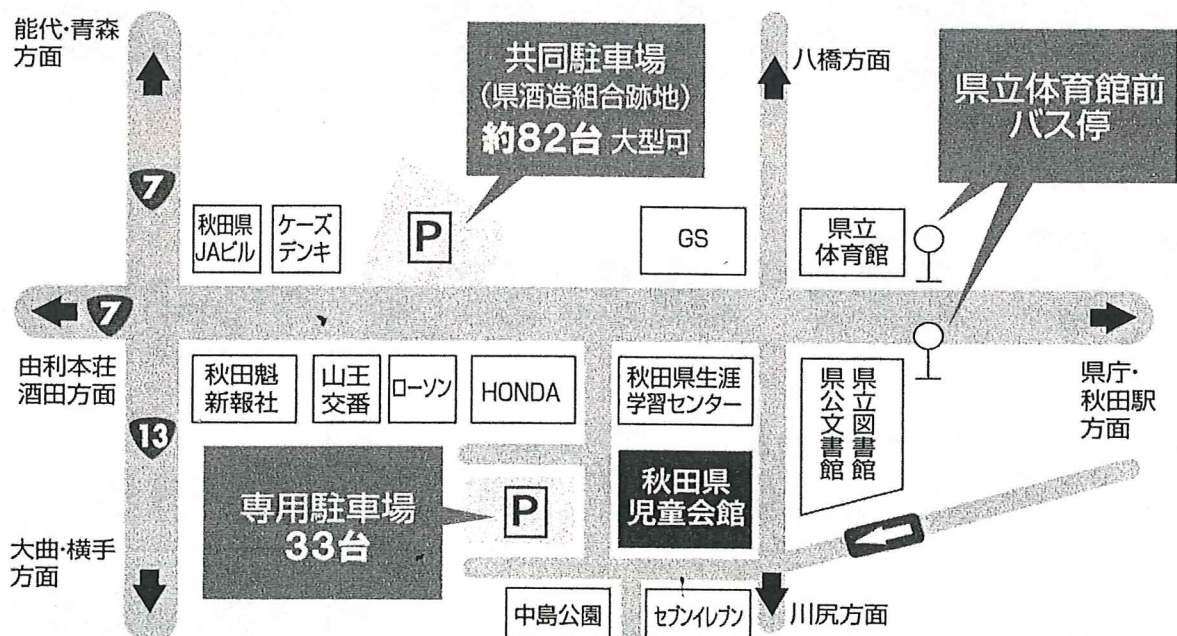 能代・青森
方面
共同駐車場
(県酒造組合跡地)
約82台 大型可
八橋方面
県立体育館前
バス停
7
秋田県
JAビル
ケーズ
デンキ
P
GS
県立
体育館
7
由利本荘
酒田方面
秋田魁
新報社
山王
交番
ローソン
HONDA
秋田県生涯
学習センター
県立図書館
県公文書館
県庁・
秋田駅
方面
13
専用駐車場
33台
P
秋田県
児童会館
大曲・横手
方面
中島公園
セブンイレブン
川尻方面